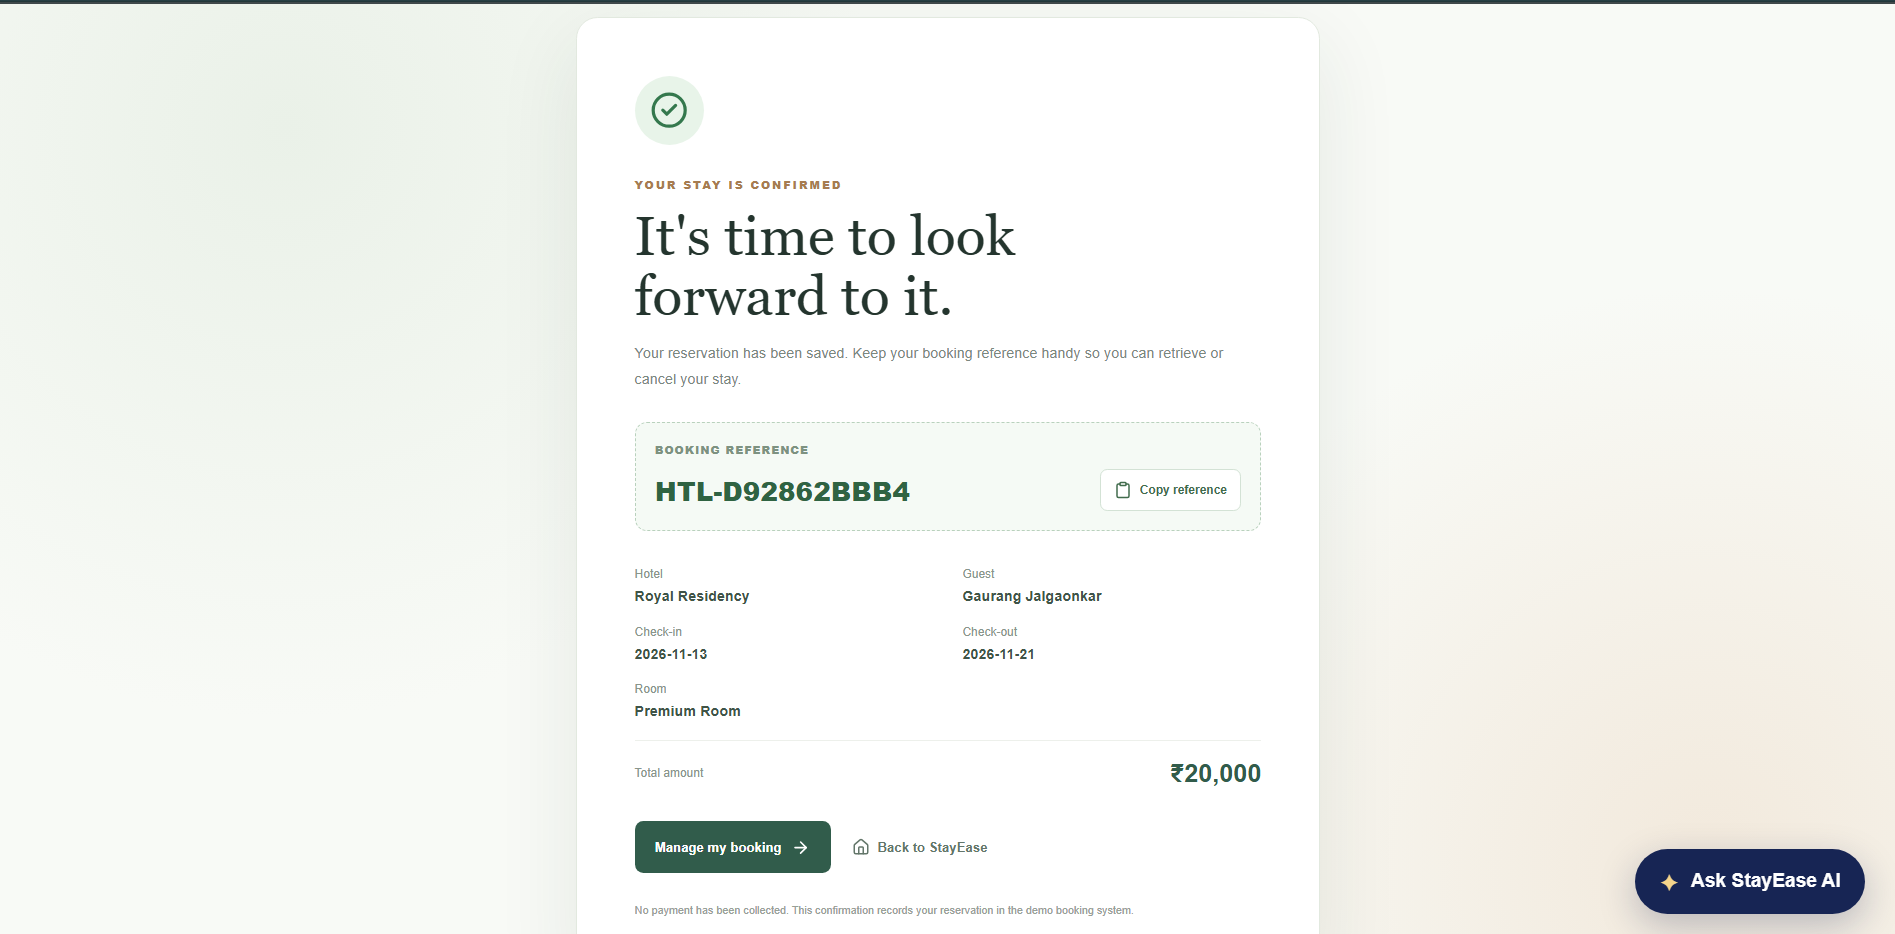 YOUR STAY IS CONFIRMED
It's time to look
forward to it.
Your reservation has been saved. Keep your booking reference handy so you can retrieve or
cancel your stay.
BOOKING REFERENCE
HTL-D92862BBB4
Copy reference
Hotel
Royal Residency
Guest
Gaurang Jalgaonkar
Check-in
2026-11-13
Check-out
2026-11-21
Room
Premium Room
Total amount
₹20,000
Manage my booking
Back to StayEase
Ask StayEase AI
No payment has been collected. This confirmation records your reservation in the demo booking system.